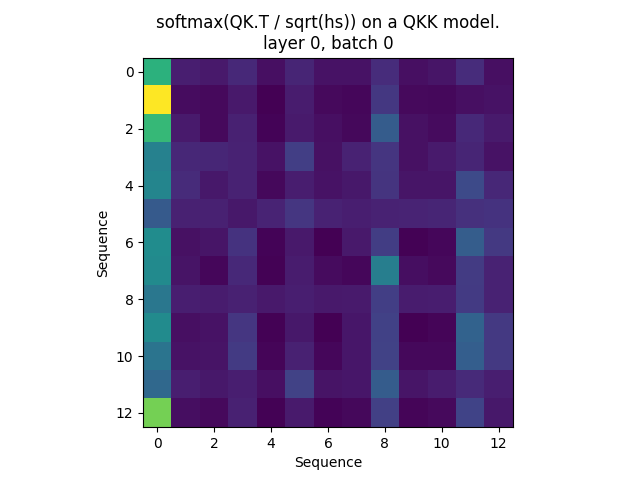 softmax(QK.T / sqrt(hs)) on a QKK model.
layer 0, batch 0
0
2
4
6
8
10
12
Sequence
0 2 4 6 8 10 12
Sequence